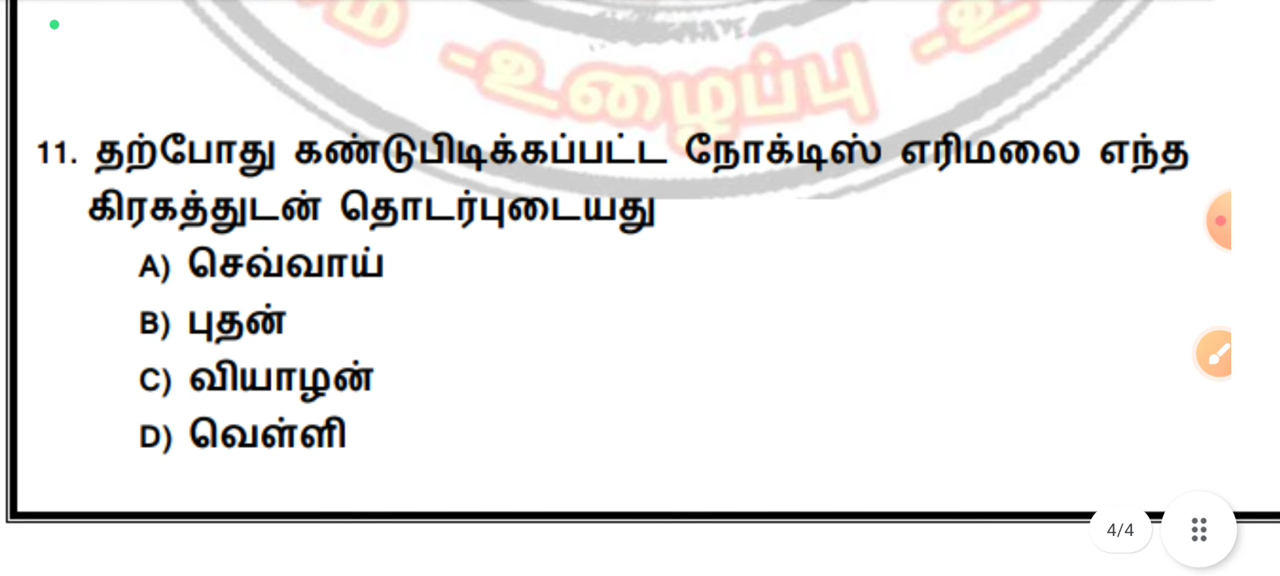 -உழைப்பு
11. தற்போது கண்டுபிடிக்கப்பட்ட நோக்டிஸ் எரிமலை எந்த
கிரகத்துடன் தொடர்புடையது
A) செவ்வாய்
B) புதன்
C) வியாழன்
D) வெள்ளி
4/4